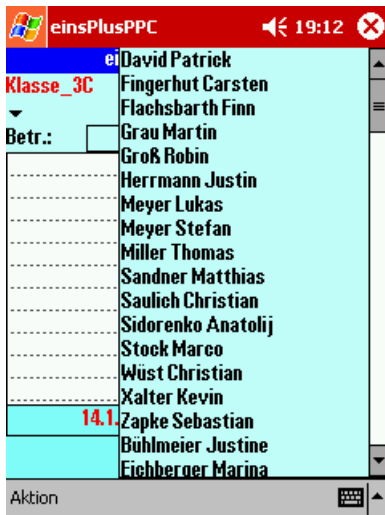 einsPlusPPC 19:12
ei
Klasse_3C
Betr.:
14.1.
David Patrick
Fingerhut Carsten
Flachsbarth Finn
Grau Martin
Groß Robin
Herrmann Justin
Meyer Lukas
Meyer Stefan
Miller Thomas
Sandner Matthias
Saulich Christian
Sidorenko Anatolij
Stock Marco
Wüst Christian
Xalter Kevin
Zapke Sebastian
Bühlmeier Justine
Eichberger Marina
Aktion